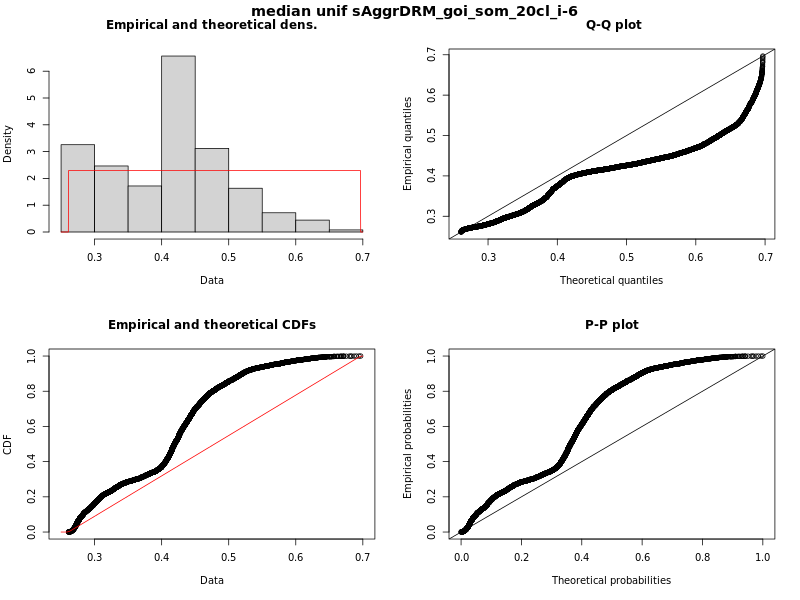 median unif sAggrDRM_goi_som_20cl_i-6
Empirical and theoretical dens.
Density
0 1 2 3 4 5 6
0.3 0.4 0.5 0.6 0.7
Data
Q-Q plot
Empirical quantiles
0.3 0.4 0.5 0.6 0.7
0.3 0.4 0.5 0.6 0.7
Theoretical quantiles
Empirical and theoretical CDFs
CDF
0.0 0.2 0.4 0.6 0.8 1.0
0.3 0.4 0.5 0.6 0.7
Data
P-P plot
Empirical probabilities
0.0 0.2 0.4 0.6 0.8 1.0
0.0 0.2 0.4 0.6 0.8 1.0
Theoretical probabilities